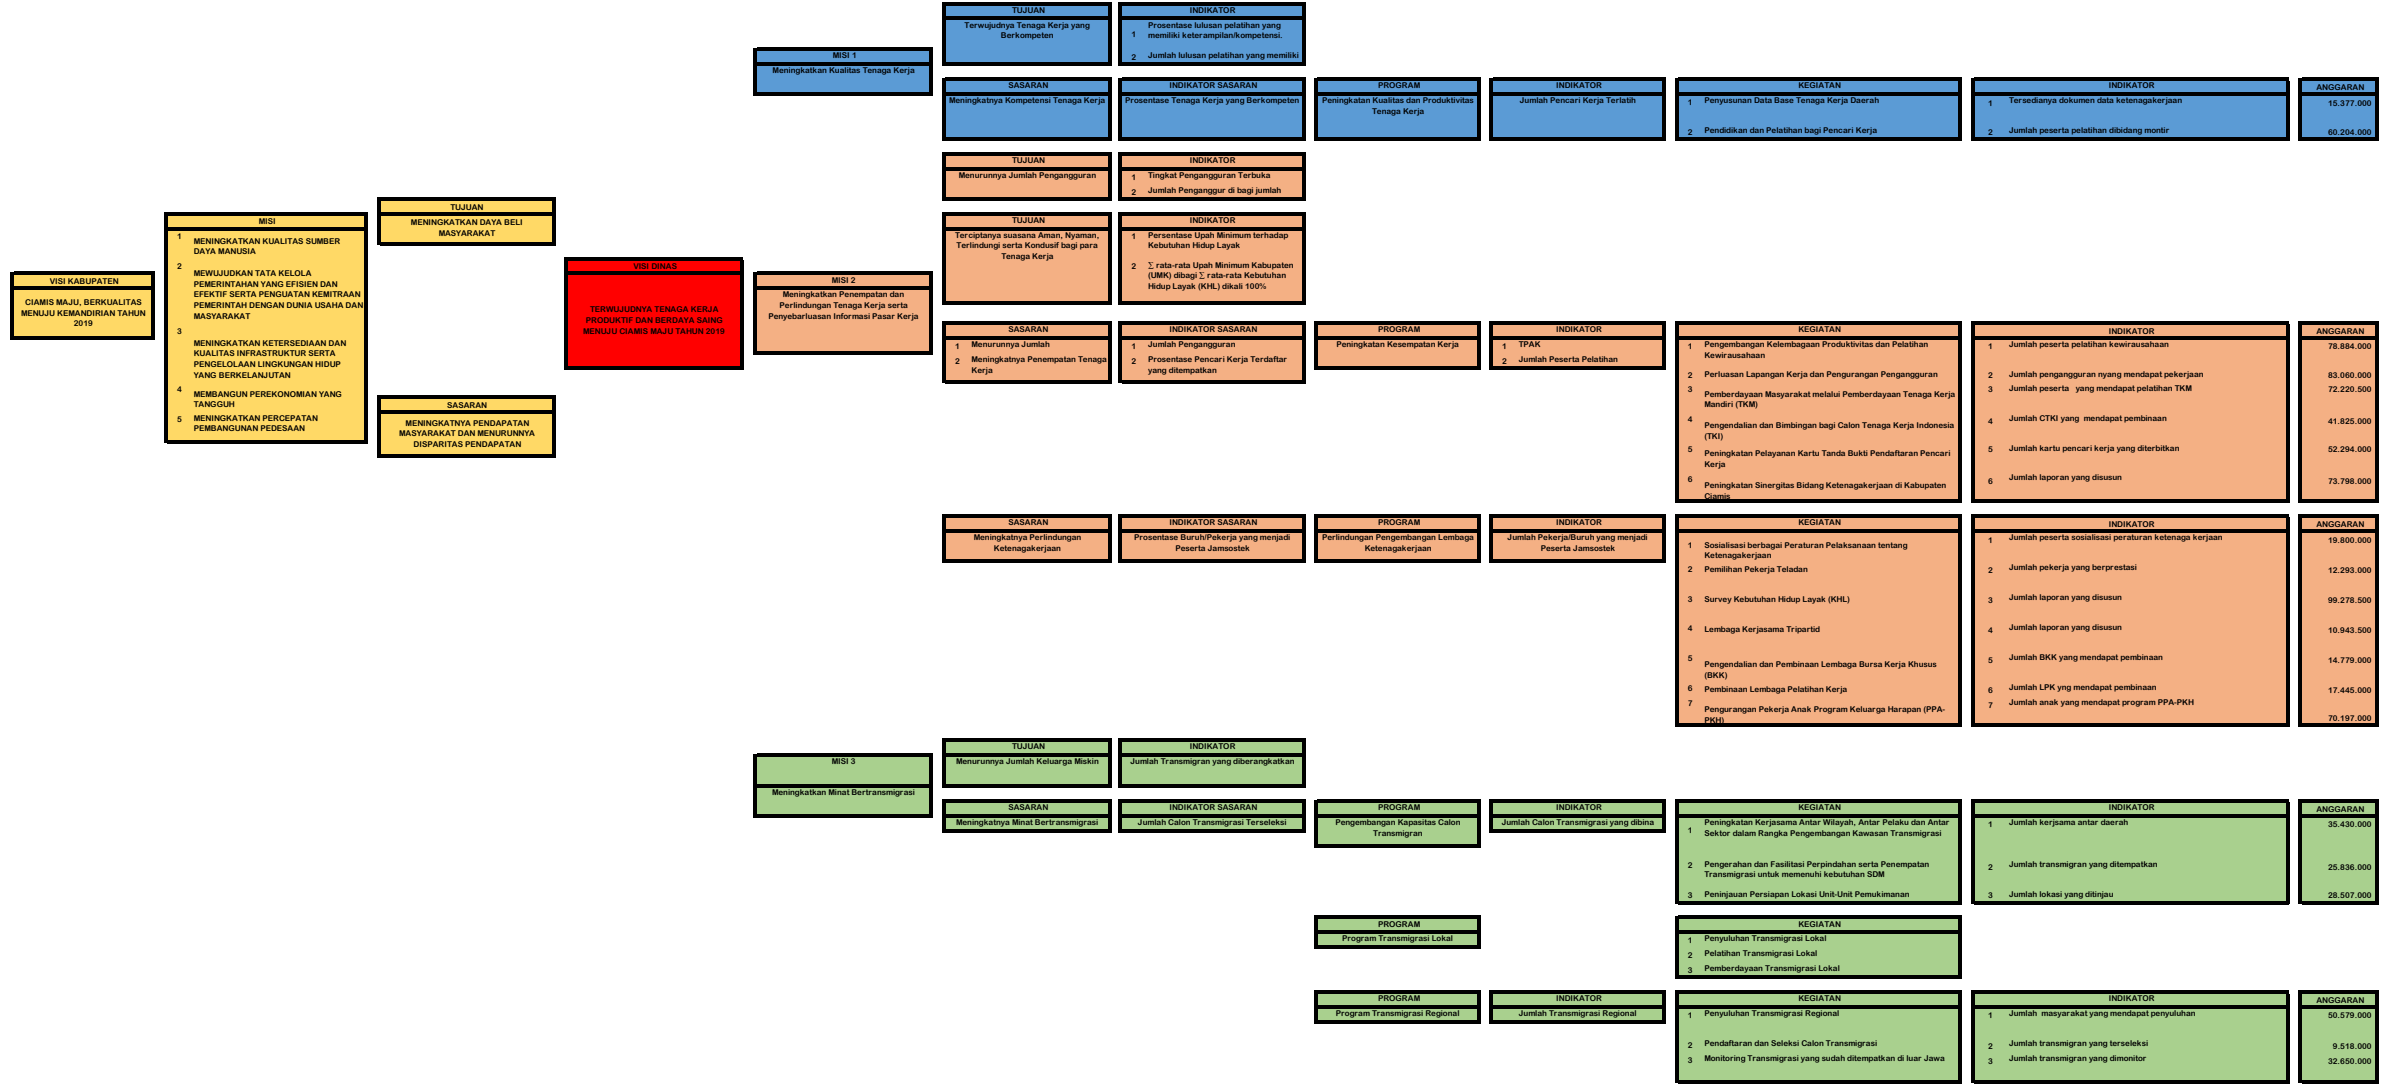 VISI KABUPATEN
CIAMIS MAJU, BERKUALITAS
MENUJU KEMANDIRIAN TAHUN
2019
MISI
1 MENINGKATKAN KUALITAS SUMBER
DAYA MANUSIA
2 MEWUJUDKAN TATA KELOLA
PEMERINTAHAN YANG EFISIEN DAN
EFEKTIF SERTA PENGUATAN KEMITRAAN
PEMERINTAH DENGAN DUNIA USAHA DAN
MASYARAKAT
3 MENINGKATKAN KETERSEDIAAN DAN
KUALITAS INFRASTRUKTUR SERTA
PENGELOLAAN LINGKUNGAN HIDUP
YANG BERKELANJUTAN
4 MEMBANGUN PEREKONOMIAN YANG
TANGGUH
5 MENINGKATKAN PERCEPATAN
PEMBANGUNAN PEDESAAN
TUJUAN
MENINGKATKAN DAYA BELI
MASYARAKAT
SASARAN
MENINGKATNYA PENDAPATAN
MASYARAKAT DAN MENURUNNYA
DISPARITAS PENDAPATAN
VISI DINAS
TERWUJUDNYA TENAGA KERJA
PRODUKTIF DAN BERDAYA SAING
MENUJU CIAMIS MAJU TAHUN 2019
MISI 1
Meningkatkan Kualitas Tenaga Kerja
TUJUAN
Terwujudnya Tenaga Kerja yang
Berkompeten
INDIKATOR
1 Prosentase lulusan pelatihan yang
memiliki keterampilan/kompetensi.
2 Jumlah lulusan pelatihan yang memiliki
SASARAN
Meningkatnya Kompetensi Tenaga Kerja
INDIKATOR SASARAN
Prosentase Tenaga Kerja yang Berkompeten
PROGRAM
Peningkatan Kualitas dan Produktivitas
Tenaga Kerja
INDIKATOR
Jumlah Pencari Kerja Terlatih
KEGIATAN
1 Penyusunan Data Base Tenaga Kerja Daerah
2 Pendidikan dan Pelatihan bagi Pencari Kerja
INDIKATOR
1 Tersedianya dokumen data ketenagakerjaan
2 Jumlah peserta pelatihan dibidang montir
ANGGARAN
15.377.000
60.204.000
MISI 2
Meningkatkan Penempatan dan
Perlindungan Tenaga Kerja serta
Penyebarluasan Informasi Pasar Kerja
TUJUAN
Menurunnya Jumlah Pengangguran
INDIKATOR
1 Tingkat Pengangguran Terbuka
2 Jumlah Penganggur di bagi jumlah
TUJUAN
Terciptanya suasana Aman, Nyaman,
Terlindungi serta Kondusif bagi para
Tenaga Kerja
INDIKATOR
1 Persentase Upah Minimum terhadap
Kebutuhan Hidup Layak
2 ∑ rata-rata Upah Minimum Kabupaten
(UMK) dibagi ∑ rata-rata Kebutuhan
Hidup Layak (KHL) dikali 100%
SASARAN
1 Menurunnya Jumlah
2 Meningkatnya Penempatan Tenaga
Kerja
INDIKATOR SASARAN
1 Jumlah Pengangguran
2 Prosentase Pencari Kerja Terdaftar
yang ditempatkan
PROGRAM
Peningkatan Kesempatan Kerja
INDIKATOR
1 TPAK
2 Jumlah Peserta Pelatihan
KEGIATAN
1 Pengembangan Kelembagaan Produktivitas dan Pelatihan
Kewirausahaan
2 Perluasan Lapangan Kerja dan Pengurangan Pengangguran
3 Pemberdayaan Masyarakat melalui Pemberdayaan Tenaga Kerja
Mandiri (TKM)
4 Pengendalian dan Bimbingan bagi Calon Tenaga Kerja Indonesia
(TKI)
5 Peningkatan Pelayanan Kartu Tanda Bukti Pendaftaran Pencari
Kerja
6 Peningkatan Sinergitas Bidang Ketenagakerjaan di Kabupaten
Ciamis
INDIKATOR
1 Jumlah peserta pelatihan kewirausahaan
2 Jumlah pengangguran nyang mendapat pekerjaan
3 Jumlah peserta yang mendapat pelatihan TKM
4 Jumlah CTKI yang mendapat pembinaan
5 Jumlah kartu pencari kerja yang diterbitkan
6 Jumlah laporan yang disusun
ANGGARAN
78.884.000
83.060.000
72.220.500
41.825.000
52.294.000
73.798.000
SASARAN
Meningkatnya Perlindungan
Ketenagakerjaan
INDIKATOR SASARAN
Prosentase Buruh/Pekerja yang menjadi
Peserta Jamsostek
PROGRAM
Perlindungan Pengembangan Lembaga
Ketenagakerjaan
INDIKATOR
Jumlah Pekerja/Buruh yang menjadi
Peserta Jamsostek
KEGIATAN
1 Sosialisasi berbagai Peraturan Pelaksanaan tentang
Ketenagakerjaan
2 Pemilihan Pekerja Teladan
3 Survey Kebutuhan Hidup Layak (KHL)
4 Lembaga Kerjasama Tripartid
5 Pengendalian dan Pembinaan Lembaga Bursa Kerja Khusus
(BKK)
6 Pembinaan Lembaga Pelatihan Kerja
7 Pengurangan Pekerja Anak Program Keluarga Harapan (PPA-
PKH)
INDIKATOR
1 Jumlah peserta sosialisasi peraturan ketenaga kerjaan
2 Jumlah pekerja yang berprestasi
3 Jumlah laporan yang disusun
4 Jumlah laporan yang disusun
5 Jumlah BKK yang mendapat pembinaan
6 Jumlah LPK yng mendapat pembinaan
7 Jumlah anak yang mendapat program PPA-PKH
ANGGARAN
19.800.000
12.293.000
99.278.500
10.943.500
14.779.000
17.445.000
70.197.000
MISI 3
Meningkatkan Minat Bertransmigrasi
TUJUAN
Menurunnya Jumlah Keluarga Miskin
INDIKATOR
Jumlah Transmigran yang diberangkatkan
SASARAN
Meningkatnya Minat Bertransmigrasi
INDIKATOR SASARAN
Jumlah Calon Transmigrasi Terseleksi
PROGRAM
Pengembangan Kapasitas Calon
Transmigran
INDIKATOR
Jumlah Calon Transmigrasi yang dibina
KEGIATAN
1 Peningkatan Kerjasama Antar Wilayah, Antar Pelaku dan Antar
Sektor dalam Rangka Pengembangan Kawasan Transmigrasi
2 Pengerahan dan Fasilitasi Perpindahan serta Penempatan
Transmigrasi untuk memenuhi kebutuhan SDM
3 Peninjauan Persiapan Lokasi Unit-Unit Pemukimanan
INDIKATOR
1 Jumlah kerjsama antar daerah
2 Jumlah transmigran yang ditempatkan
3 Jumlah lokasi yang ditinjau
ANGGARAN
35.430.000
25.836.000
28.507.000
PROGRAM
Program Transmigrasi Lokal
KEGIATAN
1 Penyuluhan Transmigrasi Lokal
2 Pelatihan Transmigrasi Lokal
3 Pemberdayaan Transmigrasi Lokal
PROGRAM
Program Transmigrasi Regional
INDIKATOR
Jumlah Transmigrasi Regional
KEGIATAN
1 Penyuluhan Transmigrasi Regional
2 Pendaftaran dan Seleksi Calon Transmigrasi
3 Monitoring Transmigrasi yang sudah ditempatkan di luar Jawa
INDIKATOR
1 Jumlah masyarakat yang mendapat penyuluhan
2 Jumlah transmigran yang terseleksi
3 Jumlah transmigran yang dimonitor
ANGGARAN
50.579.000
9.518.000
32.650.000